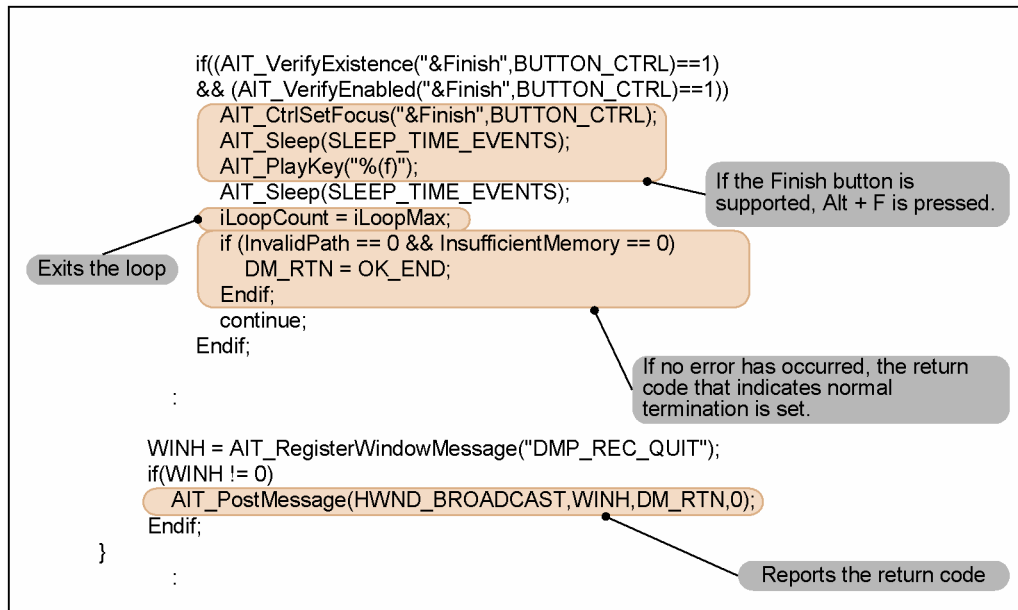 if((AIT_VerifyExistence("&Finish",BUTTON_CTRL)==1)
&& (AIT_VerifyEnabled("&Finish",BUTTON_CTRL)==1))
AIT_CtrlSetFocus("&Finish",BUTTON_CTRL);
AIT_Sleep(SLEEP_TIME_EVENTS);
AIT_PlayKey("%(f)");
AIT_Sleep(SLEEP_TIME_EVENTS);
If the Finish button is
supported, Alt + F is pressed.
iLoopCount = iLoopMax;
Exits the loop
if (InvalidPath == 0 && InsufficientMemory == 0)
DM_RTN = OK_END;
Endif;
continue;
Endif;
If no error has occurred, the return
code that indicates normal
termination is set.
:
WINH = AIT_RegisterWindowMessage("DMP_REC_QUIT");
if(WINH != 0)
AIT_PostMessage(HWND_BROADCAST,WINH,DM_RTN,0);
Endif;
}
:
Reports the return code